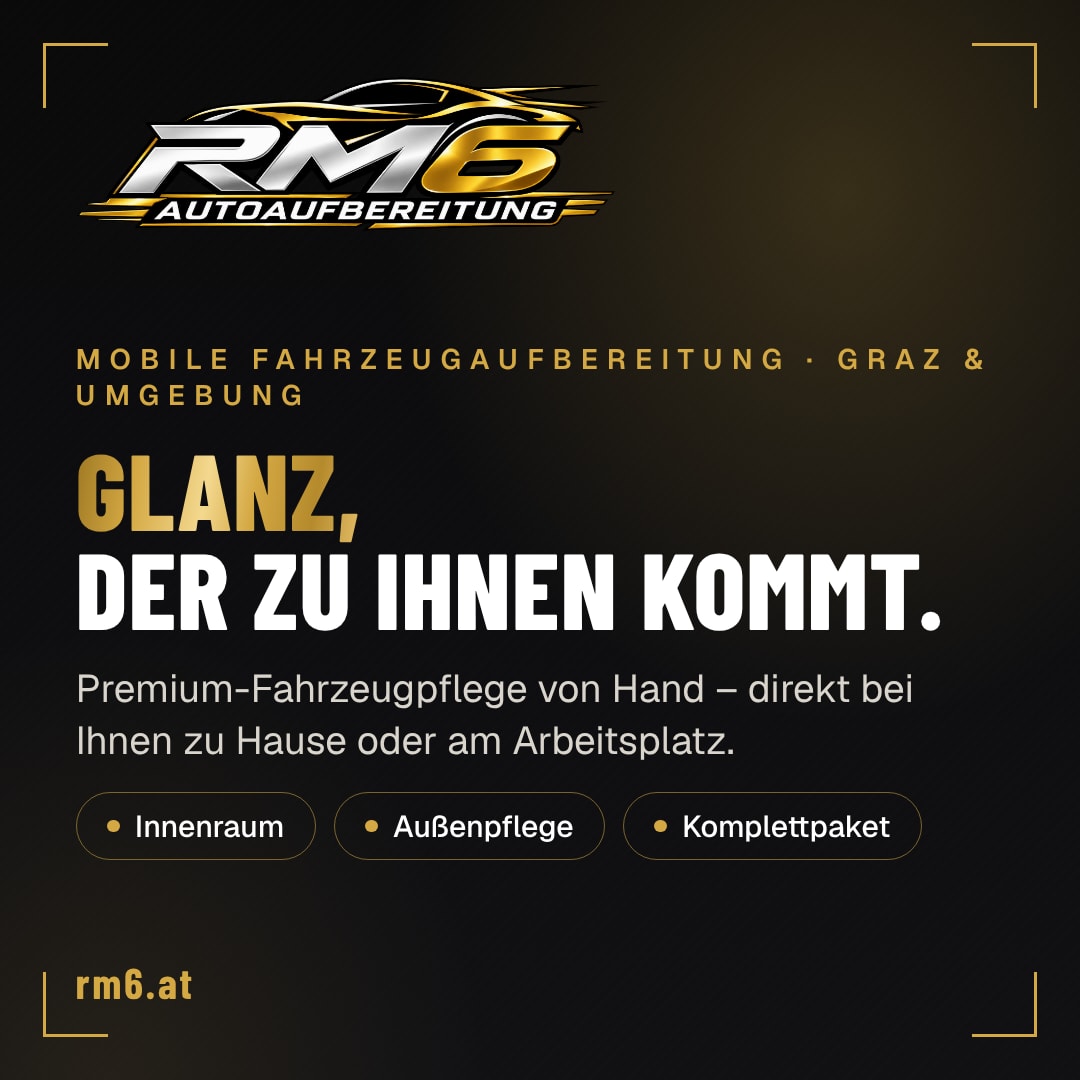 RM6
AUTOAUFBEREITUNG
MOBILE FAHRZEUGAUFBEREITUNG · GRAZ &
UMGEBUNG
GLANZ,
DER ZU IHNEN KOMMT.
Premium-Fahrzeugpflege von Hand – direkt bei
Ihnen zu Hause oder am Arbeitsplatz.
Innenraum Außenpflege Komplettpaket
rm6.at